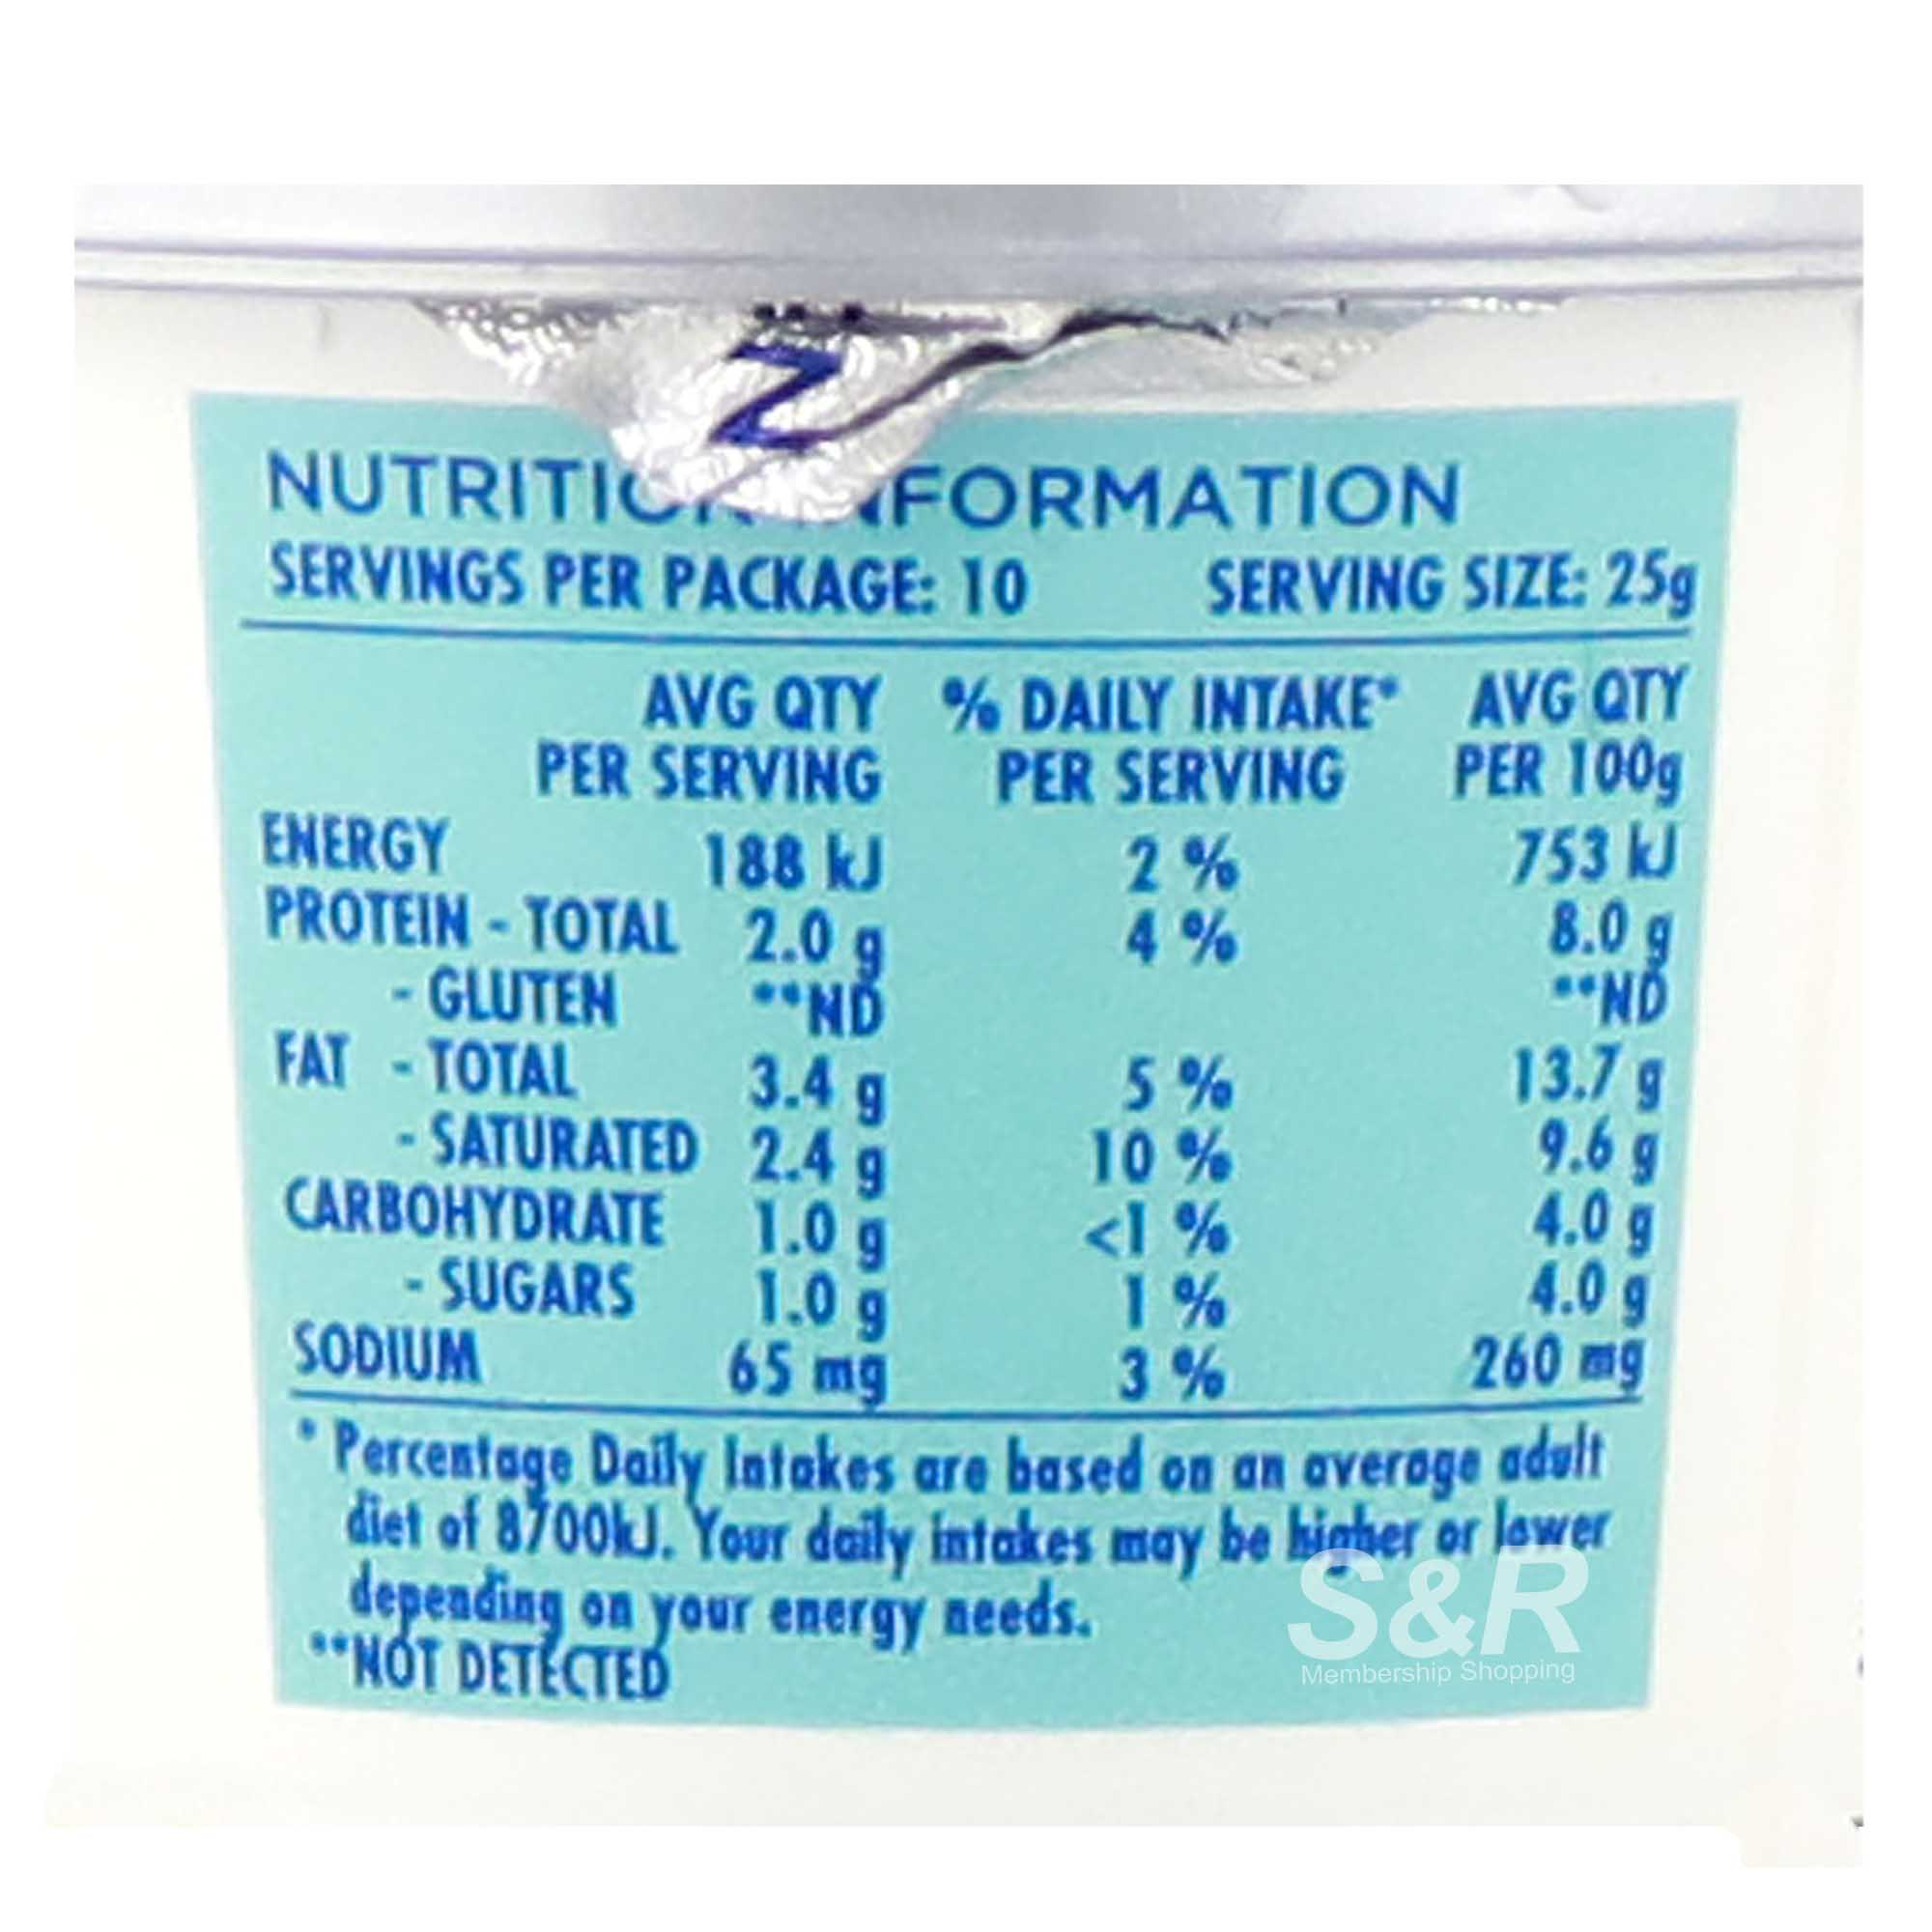 Z
NUTRITION INFORMATION
SERVINGS PER PACKAGE: 10 SERVING SIZE: 25g
AVG QTY % DAILY INTAKE* AVG QTY
PER SERVING PER SERVING PER 100g
ENERGY 188 kJ 2 % 753 kJ
PROTEIN - TOTAL 2.0 g 4 % 8.0 g
- GLUTEN **ND **ND
FAT - TOTAL 3.4 g 5 % 13.7 g
- SATURATED 2.4 g 10 % 9.6 g
CARBOHYDRATE 1.0 g <1 % 4.0 g
- SUGARS 1.0 g 1 % 4.0 g
SODIUM 65 mg 3 % 260 mg
* Percentage Daily Intakes are based on an average adult
diet of 8700kJ. Your daily intakes may be higher or lower
depending on your energy needs.
**NOT DETECTED
S&R
Membership Shopping